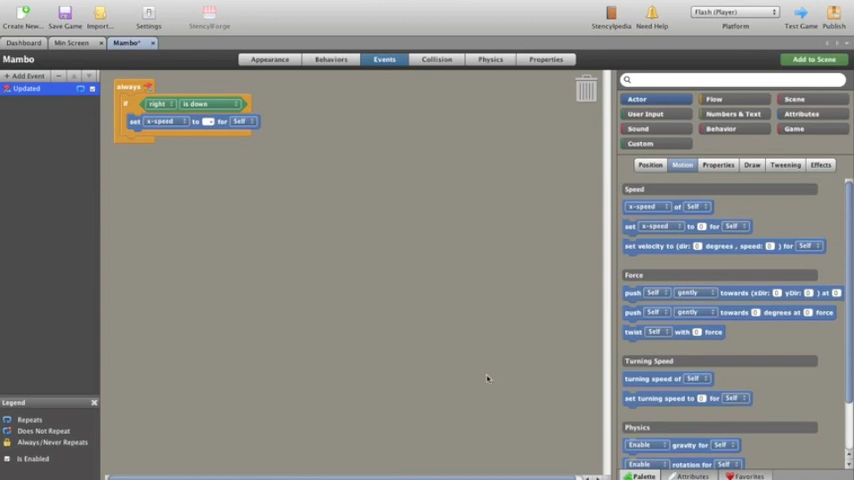 Create New... Save Game Import... Settings StencylForge Stencylpedia Need Help Flash (Player) Platform Test Game Publish
Dashboard Min Screen × Mambo* ×
Mambo Appearance Behaviors Events Collision Physics Properties Add to Scene
+ Add Event
Updated
always
if right is down
set x-speed to for Self
Actor Flow Scene
User Input Numbers & Text Attributes
Sound Behavior Game
Custom
Position Motion Properties Draw Tweening Effects
Speed
x-speed of Self
set x-speed to 0 for Self
set velocity to (dir: 0 degrees , speed: 0 ) for Self
Force
push Self gently towards (xDir: 0 yDir: 0 ) at 0
push Self gently towards 0 degrees at 0 force
twist Self with 0 force
Turning Speed
turning speed of Self
set turning speed to 0 for Self
Physics
Enable gravity for Self
Enable rotation for Self
Legend
Repeats
Does Not Repeat
Always/Never Repeats
Is Enabled
Palette Attributes Favorites